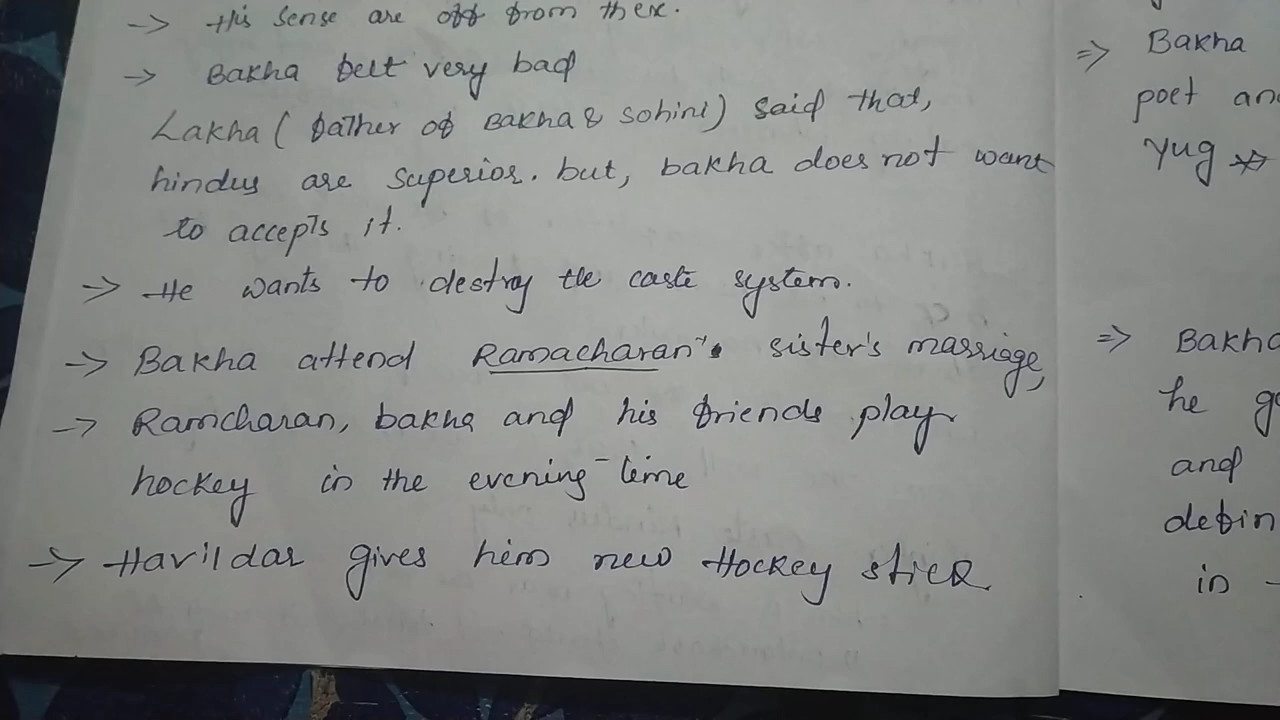 -> His sense are off from there.
-> Bakha felt very bad
Lakha ( father of Bakha & sohini) said that,
hindus are superior. but, bakha does not want
to accepts it.
-> He wants to destroy the caste system.
-> Bakha attend Ramacharan's sister's marriage,
-> Ramcharan, bakha and his friends play
hockey in the evening-time
-> Havildar gives him new Hockey stick
=> Bakha
poet an
Yug
=> Bakha
he g
and
defin
in -